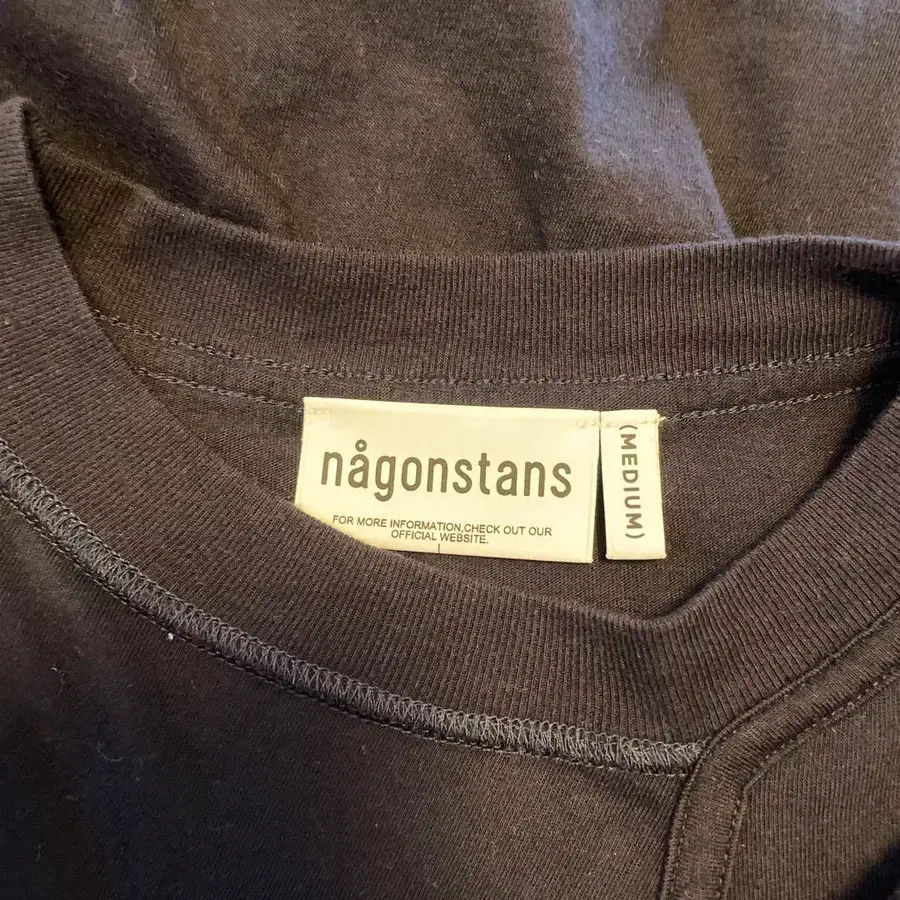 någonstans
FOR MORE INFORMATION,CHECK OUT OUR
OFFICIAL WEBSITE.
(MEDIUM)